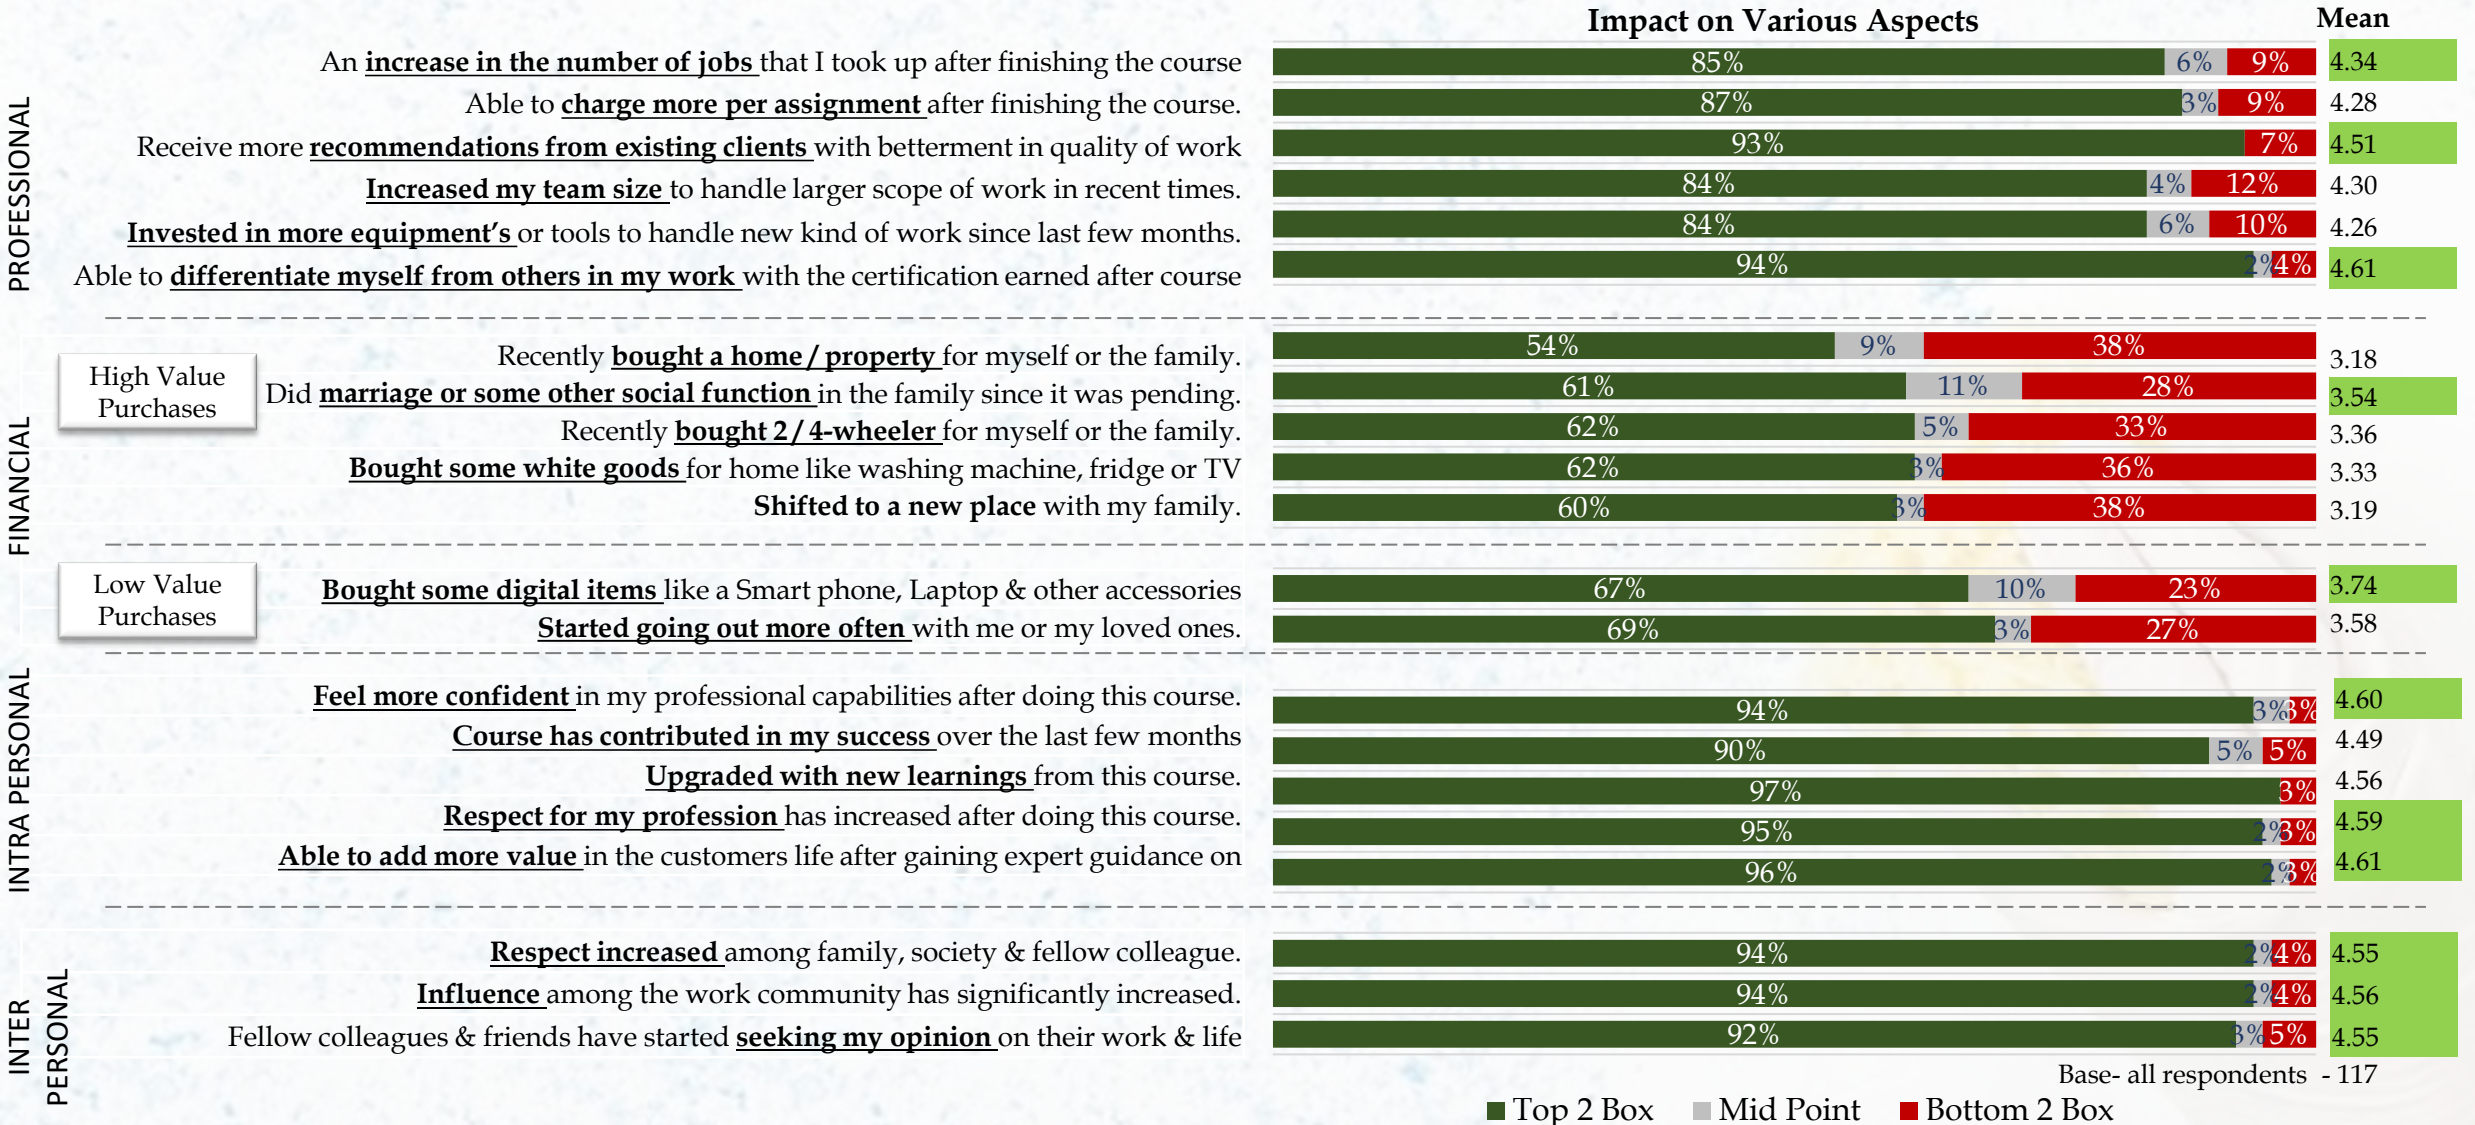 Impact on Various Aspects Mean
PROFESSIONAL
An increase in the number of jobs that I took up after finishing the course 85% 6% 9% 4.34
Able to charge more per assignment after finishing the course. 87% 3% 9% 4.28
Receive more recommendations from existing clients with betterment in quality of work 93% 7% 4.51
Increased my team size to handle larger scope of work in recent times. 84% 4% 12% 4.30
Invested in more equipment's or tools to handle new kind of work since last few months. 84% 6% 10% 4.26
Able to differentiate myself from others in my work with the certification earned after course 94% 2% 4% 4.61
FINANCIAL
High Value
Purchases
Recently bought a home / property for myself or the family. 54% 9% 38% 3.18
Did marriage or some other social function in the family since it was pending. 61% 11% 28% 3.54
Recently bought 2 / 4-wheeler for myself or the family. 62% 5% 33% 3.36
Bought some white goods for home like washing machine, fridge or TV 62% 3% 36% 3.33
Shifted to a new place with my family. 60% 3% 38% 3.19
Low Value
Purchases
Bought some digital items like a Smart phone, Laptop & other accessories 67% 10% 23% 3.74
Started going out more often with me or my loved ones. 69% 3% 27% 3.58
INTRA PERSONAL
Feel more confident in my professional capabilities after doing this course. 94% 3% 3% 4.60
Course has contributed in my success over the last few months 90% 5% 5% 4.49
Upgraded with new learnings from this course. 97% 3% 4.56
Respect for my profession has increased after doing this course. 95% 2% 3% 4.59
Able to add more value in the customers life after gaining expert guidance on 96% 2% 3% 4.61
INTER
PERSONAL
Respect increased among family, society & fellow colleague. 94% 2% 4% 4.55
Influence among the work community has significantly increased. 94% 2% 4% 4.56
Fellow colleagues & friends have started seeking my opinion on their work & life 92% 3% 5% 4.55
Base- all respondents - 117
Top 2 Box Mid Point Bottom 2 Box